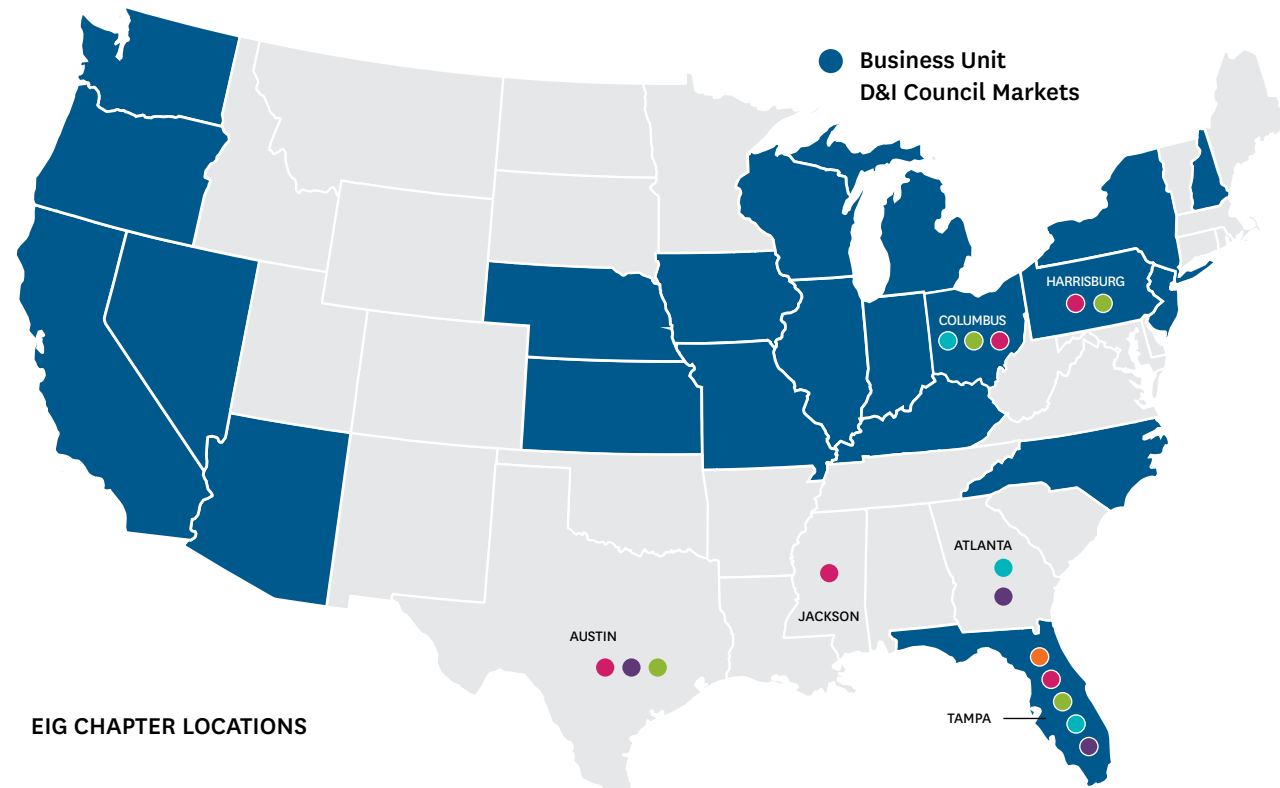 Business Unit
D&I Council Markets
HARRISBURG
COLUMBUS
ATLANTA
JACKSON
AUSTIN
TAMPA
EIG CHAPTER LOCATIONS